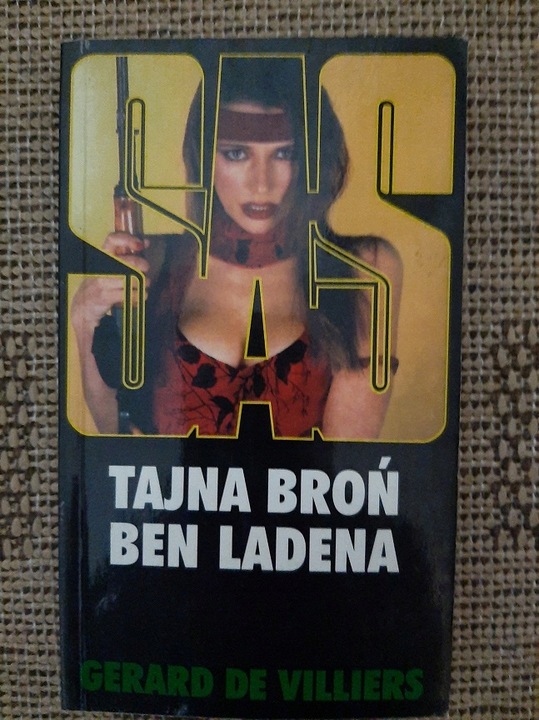 SAS
TAJNA BROŃ
BEN LADENA
GERARD DE VILLIERS